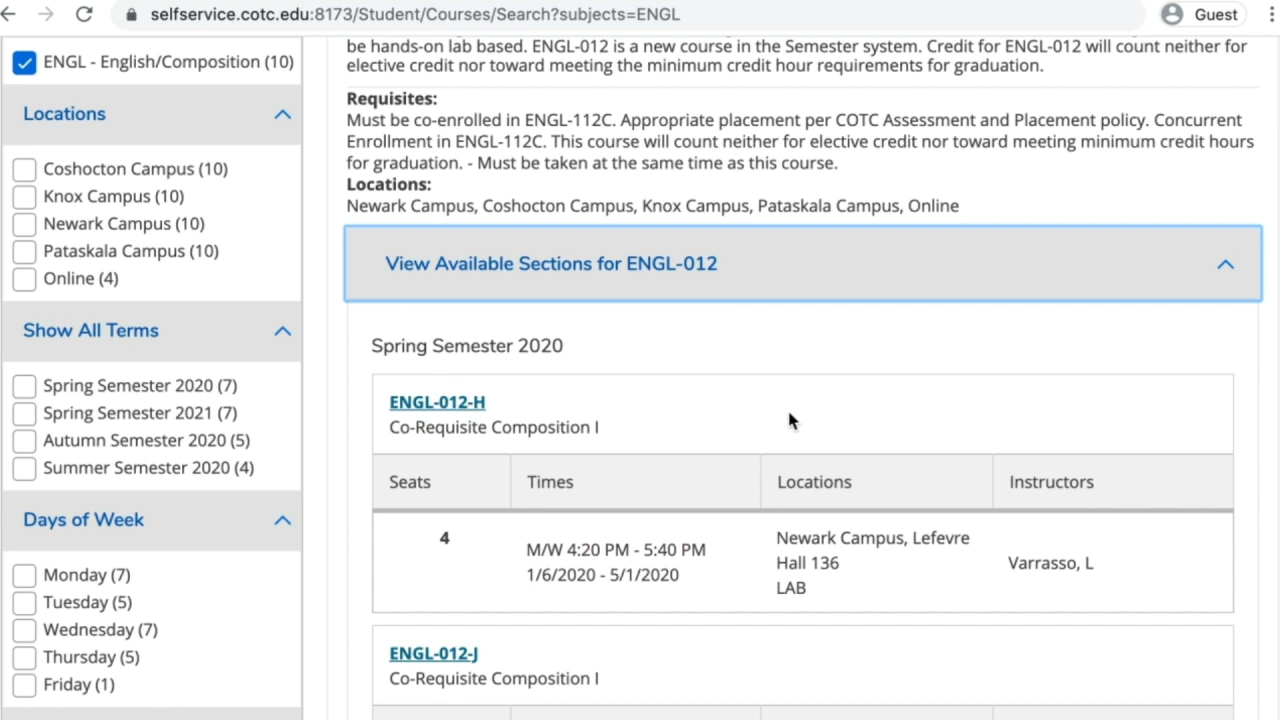 selfservice.cotc.edu:8173/Student/Courses/Search?subjects=ENGL
Guest
ENGL - English/Composition (10)
Locations
Coshocton Campus (10)
Knox Campus (10)
Newark Campus (10)
Pataskala Campus (10)
Online (4)
Show All Terms
Spring Semester 2020 (7)
Spring Semester 2021 (7)
Autumn Semester 2020 (5)
Summer Semester 2020 (4)
Days of Week
Monday (7)
Tuesday (5)
Wednesday (7)
Thursday (5)
Friday (1)
be hands-on lab based. ENGL-012 is a new course in the Semester system. Credit for ENGL-012 will count neither for
elective credit nor toward meeting the minimum credit hour requirements for graduation.
Requisites:
Must be co-enrolled in ENGL-112C. Appropriate placement per COTC Assessment and Placement policy. Concurrent
Enrollment in ENGL-112C. This course will count neither for elective credit nor toward meeting minimum credit hours
for graduation. - Must be taken at the same time as this course.
Locations:
Newark Campus, Coshocton Campus, Knox Campus, Pataskala Campus, Online
View Available Sections for ENGL-012
Spring Semester 2020
ENGL-012-H
Co-Requisite Composition I
Seats Times Locations Instructors
4
M/W 4:20 PM - 5:40 PM
1/6/2020 - 5/1/2020
Newark Campus, Lefevre
Hall 136
LAB
Varrasso, L
ENGL-012-J
Co-Requisite Composition I